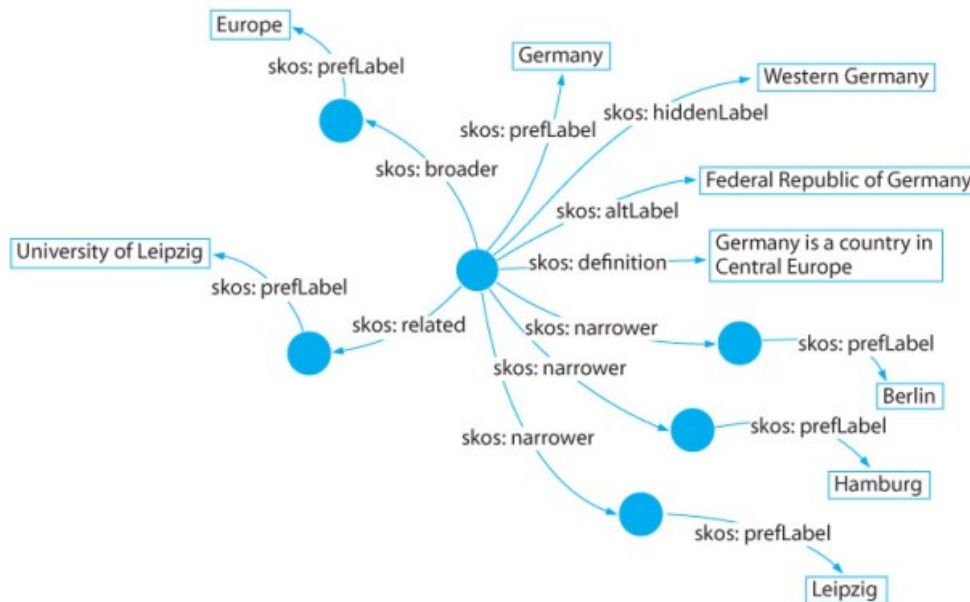 Europe
skos: prefLabel
Germany
Western Germany
skos: hiddenLabel
skos: prefLabel
skos: broader
Federal Republic of Germany
skos: altLabel
University of Leipzig
Germany is a country in
Central Europe
skos: definition
skos: prefLabel
skos: related
skos: narrower
skos: prefLabel
skos: narrower
Berlin
skos: prefLabel
skos: narrower
Hamburg
skos: prefLabel
Leipzig